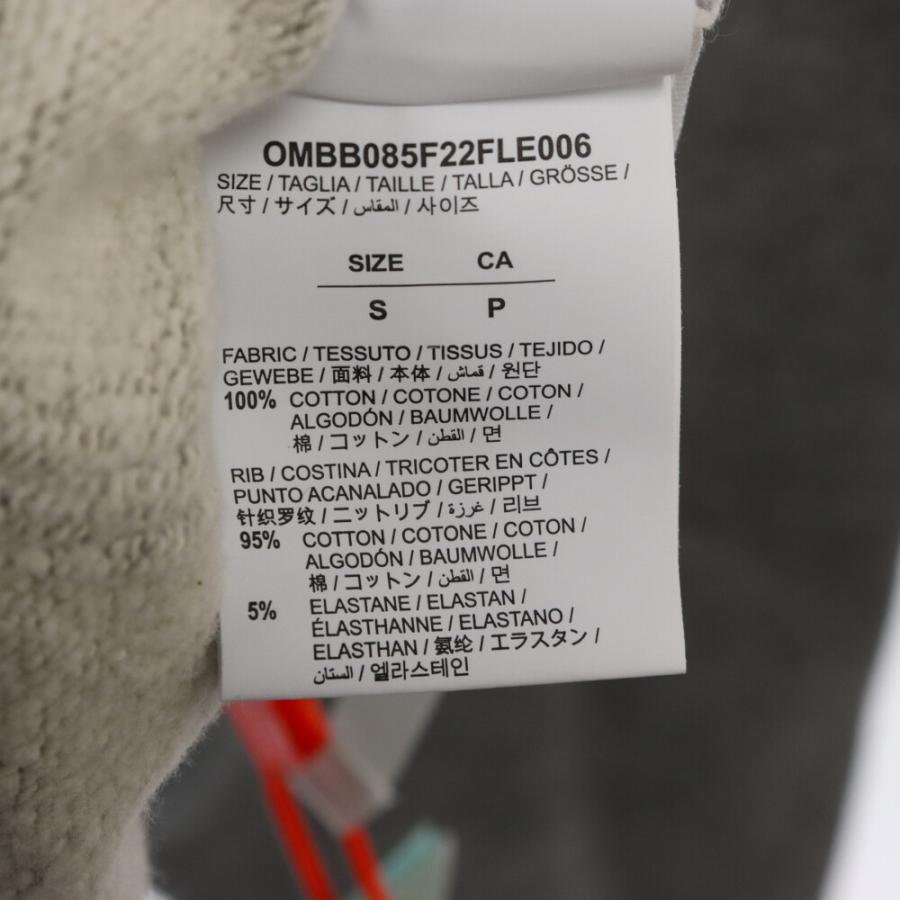 OMBB085F22FLE006
SIZE / TAGLIA / TAILLE / TALLA / GRÖSSE /
尺寸 / サイズ / المقاس / 사이즈
SIZE CA
S P
FABRIC / TESSUTO / TISSUS / TEJIDO /
GEWEBE / 面料 / 本体 / قماش / 원단
100% COTTON / COTONE / COTON /
ALGODÓN / BAUMWOLLE /
棉 / コットン / القطن / 면
RIB / COSTINA / TRICOTER EN CÔTES /
PUNTO ACANALADO / GERIPPT /
针织罗纹 / ニットリブ / غرزة / 리브
95% COTTON / COTONE / COTON /
ALGODÓN / BAUMWOLLE /
棉 / コットン / القطن / 면
5% ELASTANE / ELASTAN /
ÉLASTHANNE / ELASTANO /
ELASTHAN / 氨纶 / エラスタン /
الستان / 엘라스테인